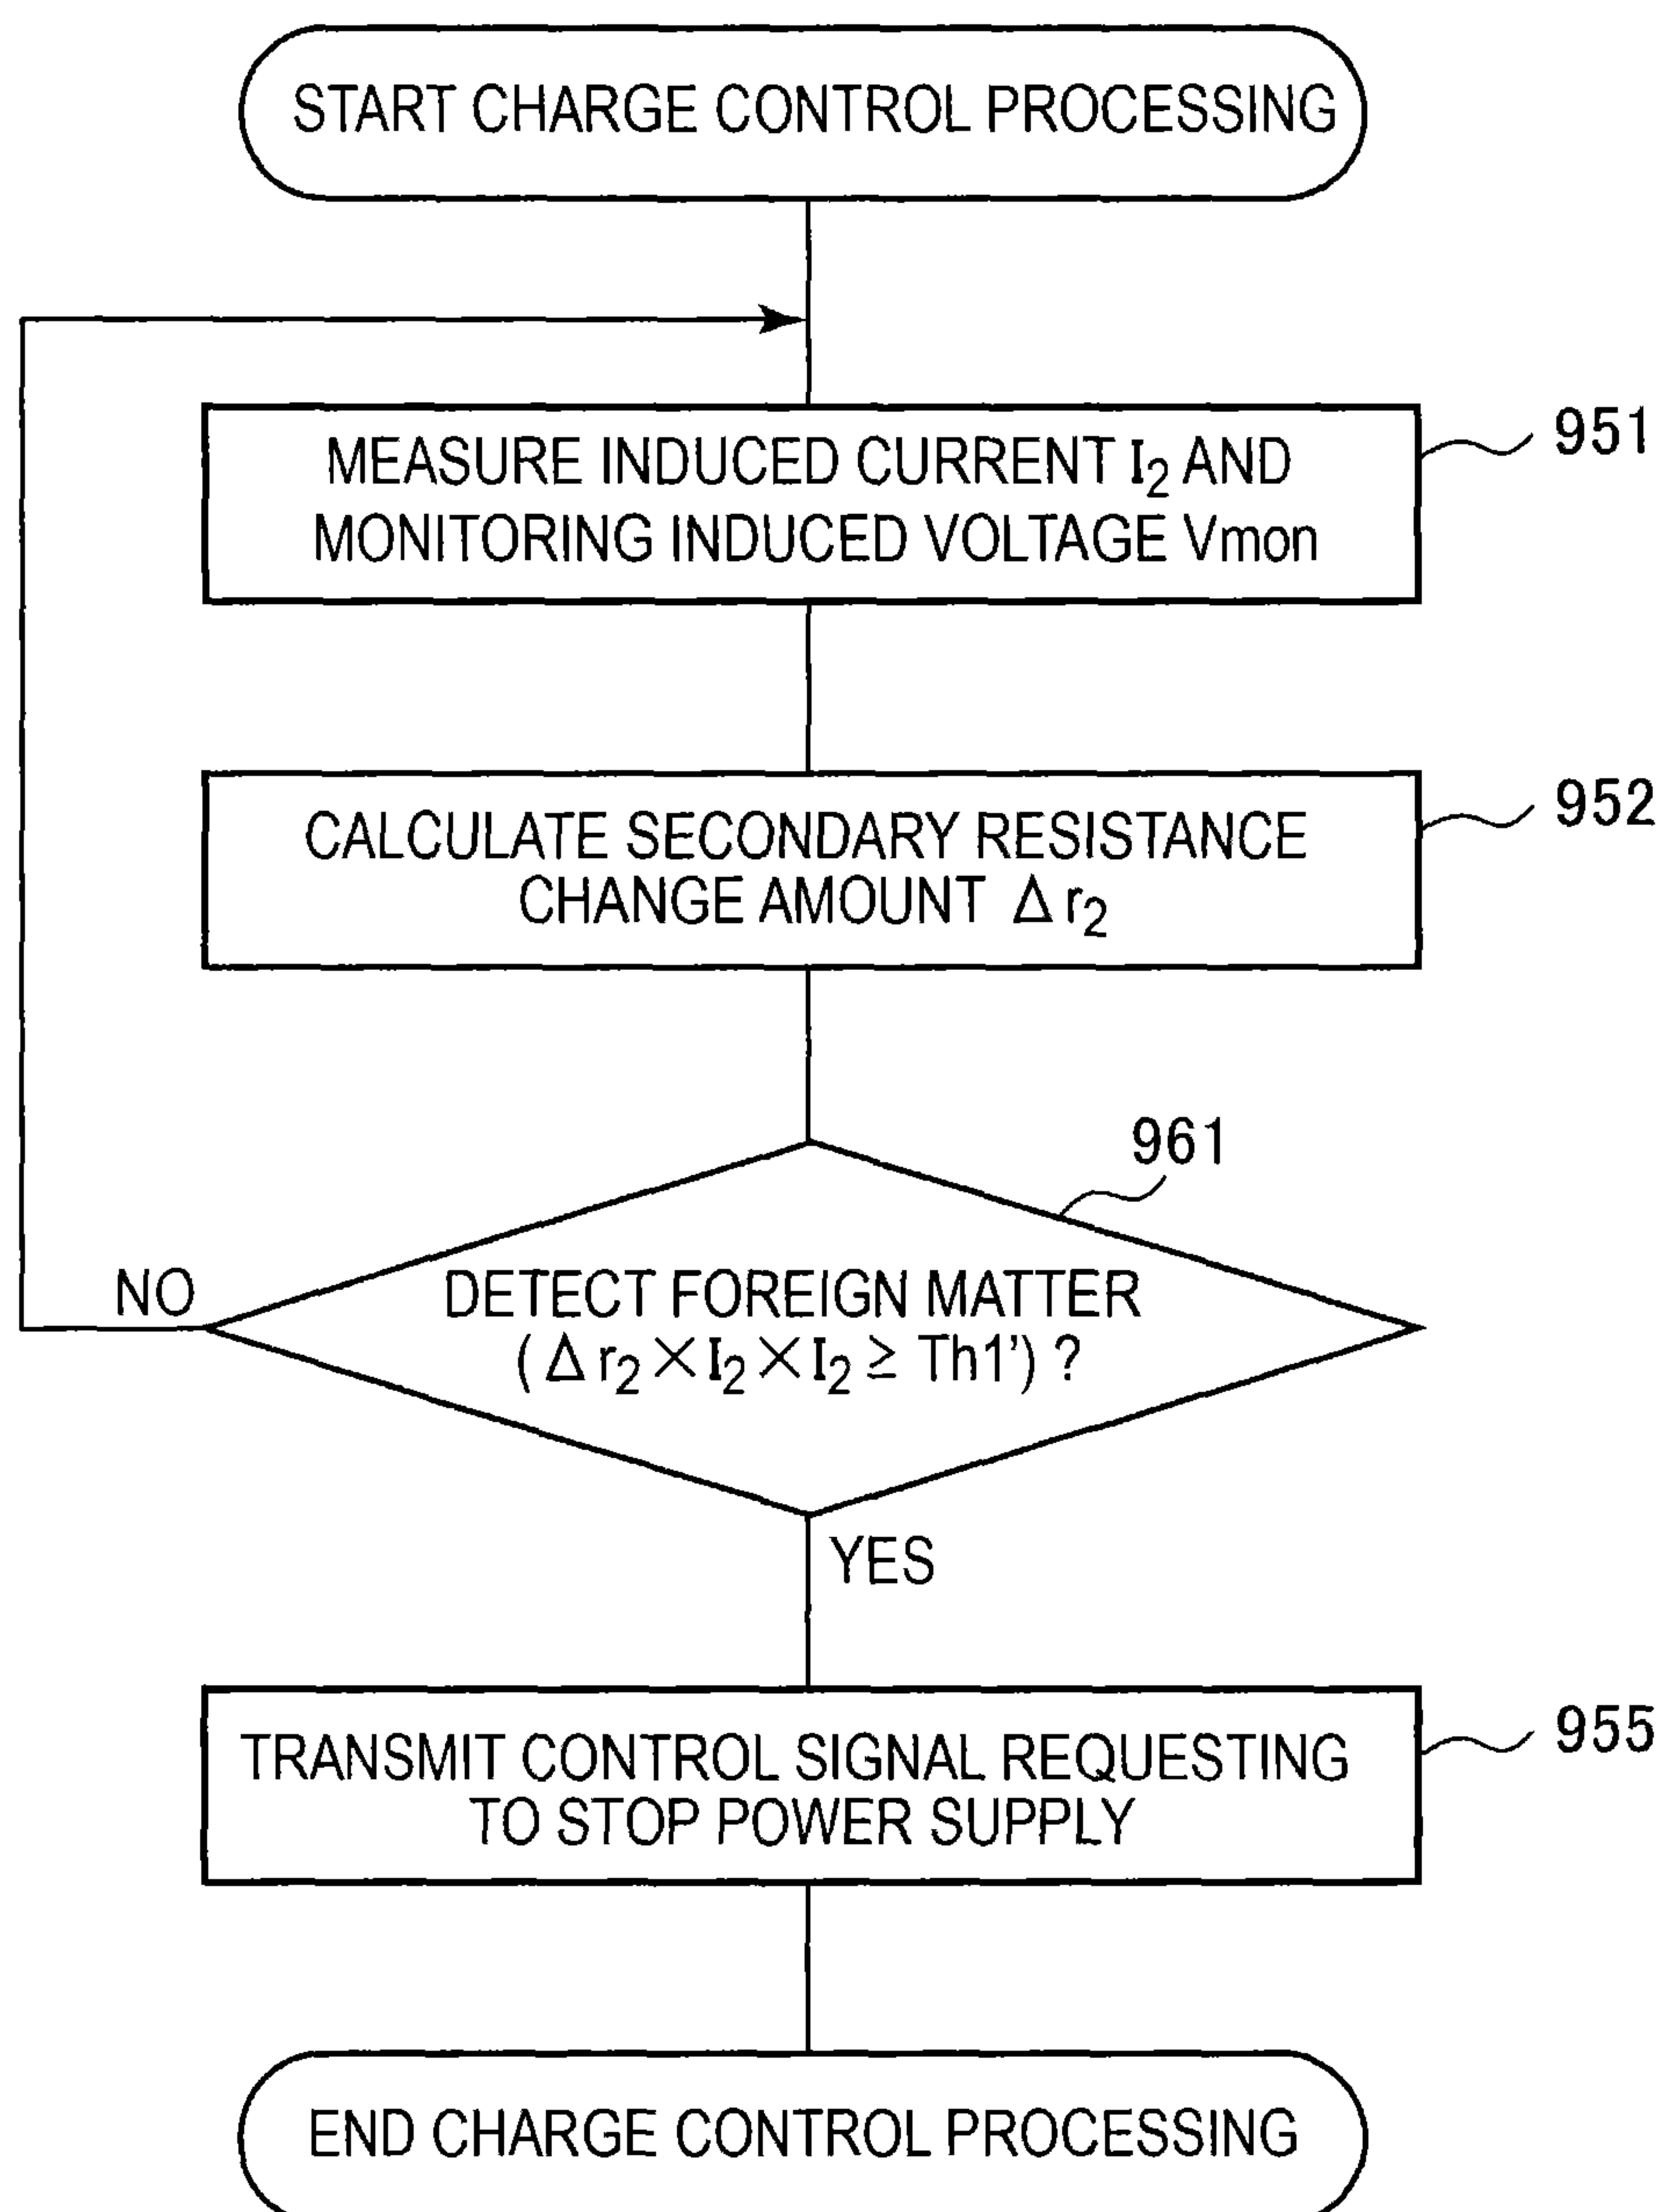 START CHARGE CONTROL PROCESSING
MEASURE INDUCED CURRENT I₂ AND
MONITORING INDUCED VOLTAGE Vmon
951
CALCULATE SECONDARY RESISTANCE
CHANGE AMOUNT Δr₂
952
961
DETECT FOREIGN MATTER
(Δr₂×I₂×I₂≥Th1')?
NO
YES
TRANSMIT CONTROL SIGNAL REQUESTING
TO STOP POWER SUPPLY
955
END CHARGE CONTROL PROCESSING